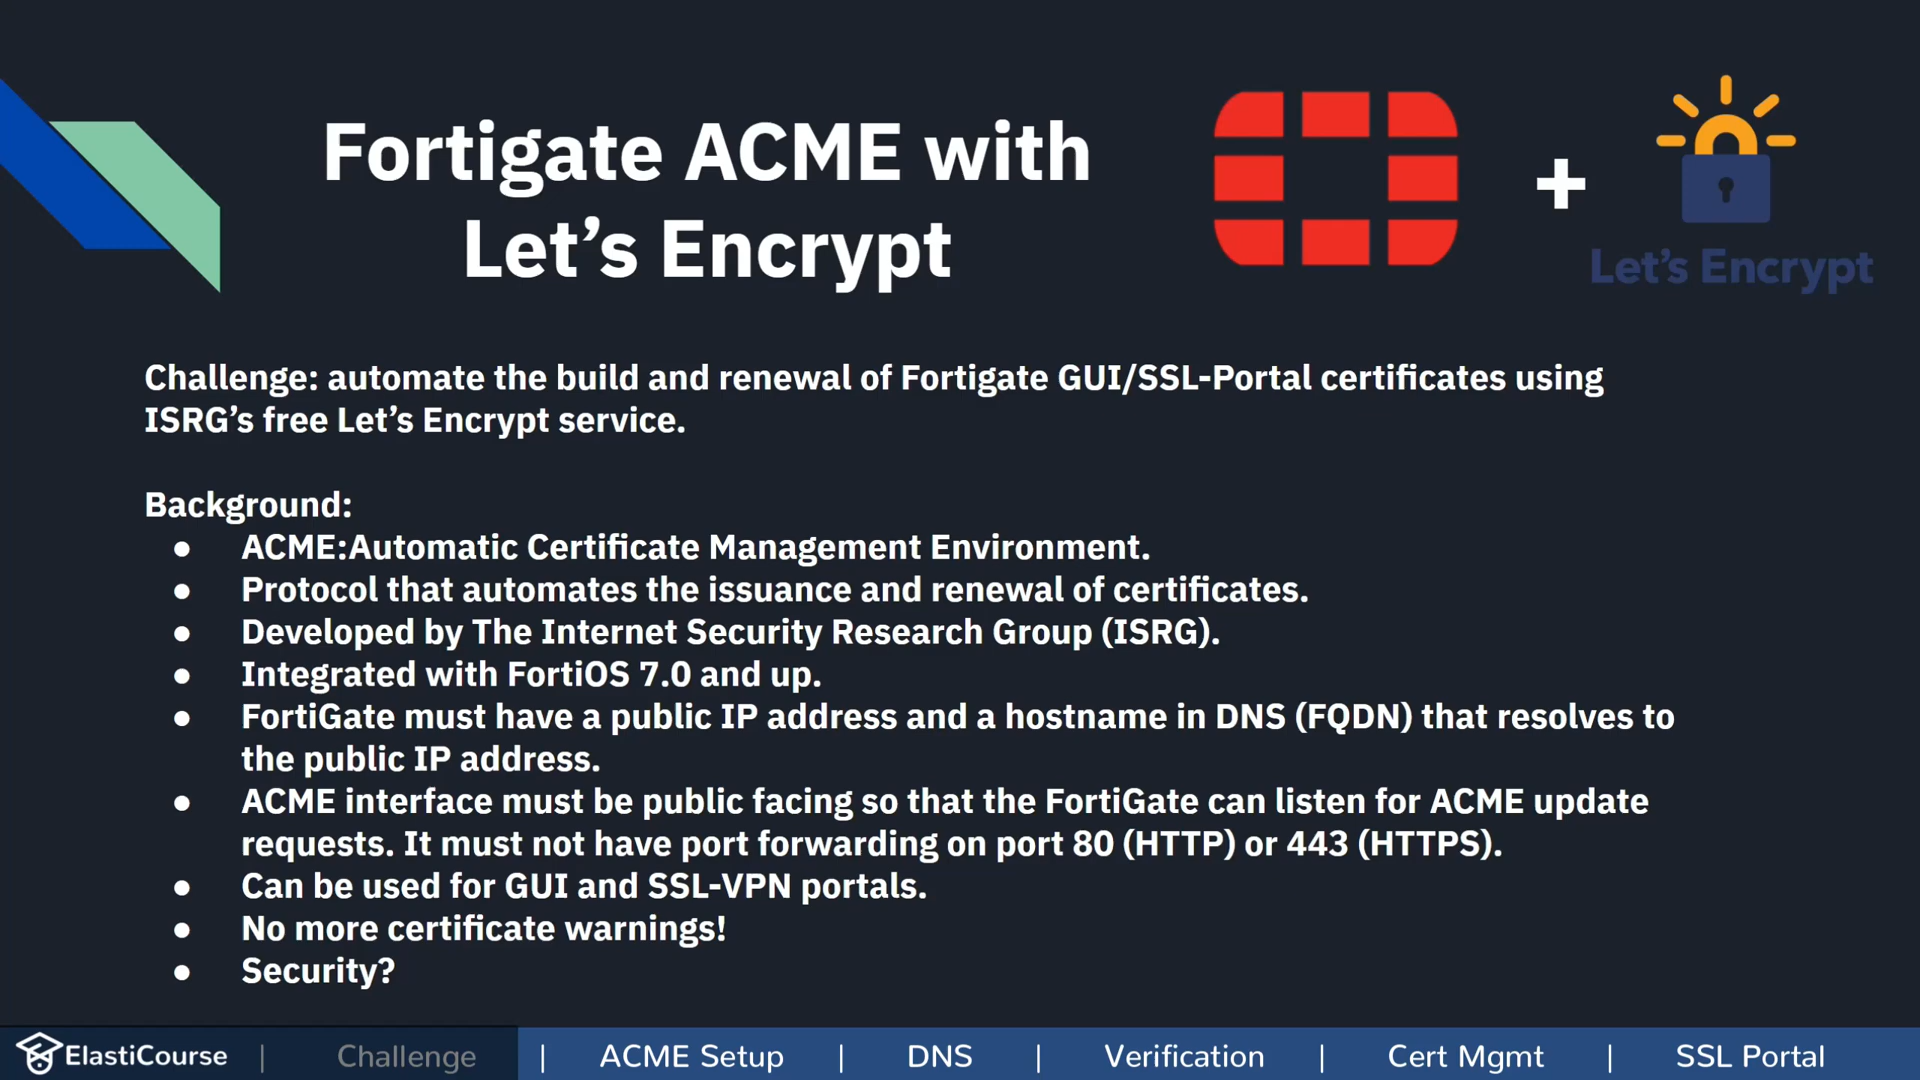 Fortigate ACME with
Let’s Encrypt
+
Let’s Encrypt
Challenge: automate the build and renewal of Fortigate GUI/SSL-Portal certificates using
ISRG’s free Let’s Encrypt service.
Background:
● ACME:Automatic Certificate Management Environment.
● Protocol that automates the issuance and renewal of certificates.
● Developed by The Internet Security Research Group (ISRG).
● Integrated with FortiOS 7.0 and up.
● FortiGate must have a public IP address and a hostname in DNS (FQDN) that resolves to
the public IP address.
● ACME interface must be public facing so that the FortiGate can listen for ACME update
requests. It must not have port forwarding on port 80 (HTTP) or 443 (HTTPS).
● Can be used for GUI and SSL-VPN portals.
● No more certificate warnings!
● Security?
ElastiCourse | Challenge | ACME Setup | DNS | Verification | Cert Mgmt | SSL Portal